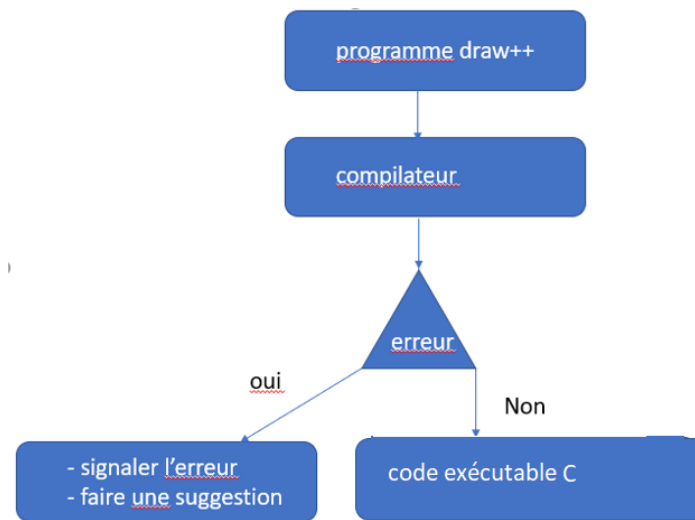 programme draw++
compilateur
erreur
oui
Non
- signaler l'erreur
- faire une suggestion
code exécutable C